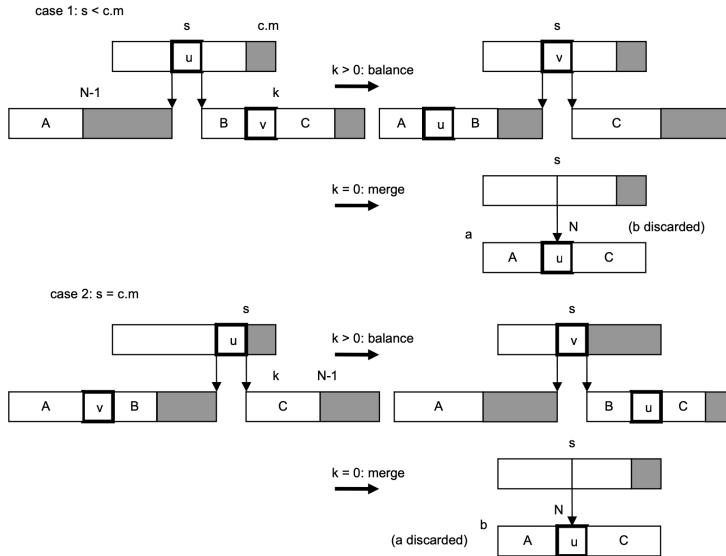 case 1: s < c.m
s c.m s
u v
k > 0: balance
N-1 k
A B v C A u B C
s
k = 0: merge
N (b discarded)
a
A u C
case 2: s = c.m
s s
u v
k > 0: balance
k N-1
A v B C A B u C
s
k = 0: merge
N
b
(a discarded) A u C